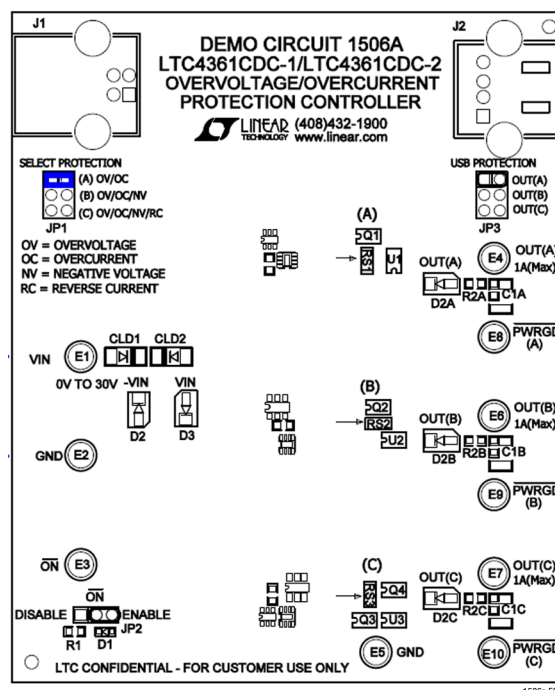 J1
J2
DEMO CIRCUIT 1506A
LTC4361CDC-1/LTC4361CDC-2
OVERVOLTAGE/OVERCURRENT
PROTECTION CONTROLLER
LINEAR TECHNOLOGY (408)432-1900
www.linear.com
SELECT PROTECTION
(A) OV/OC
(B) OV/OC/NV
(C) OV/OC/NV/RC
JP1
USB PROTECTION
OUT(A)
OUT(B)
OUT(C)
JP3
OV = OVERVOLTAGE
OC = OVERCURRENT
NV = NEGATIVE VOLTAGE
RC = REVERSE CURRENT
(A)
Q1
RS1
U1
OUT(A)
D2A
R2A
C1A
E4
OUT(A)
1A(Max)
E8
PWRGD
(A)
VIN
E1
CLD1
CLD2
0V TO 30V
-VIN
VIN
D2
D3
GND
E2
(B)
Q2
RS2
U2
OUT(B)
D2B
R2B
C1B
E6
OUT(B)
1A(Max)
E9
PWRGD
(B)
ON
E3
ON
DISABLE
ENABLE
JP2
R1
D1
(C)
RS3
Q4
Q3
U3
OUT(C)
D2C
R2C
C1C
E7
OUT(C)
1A(Max)
E5
GND
E10
PWRGD
(C)
LTC CONFIDENTIAL - FOR CUSTOMER USE ONLY